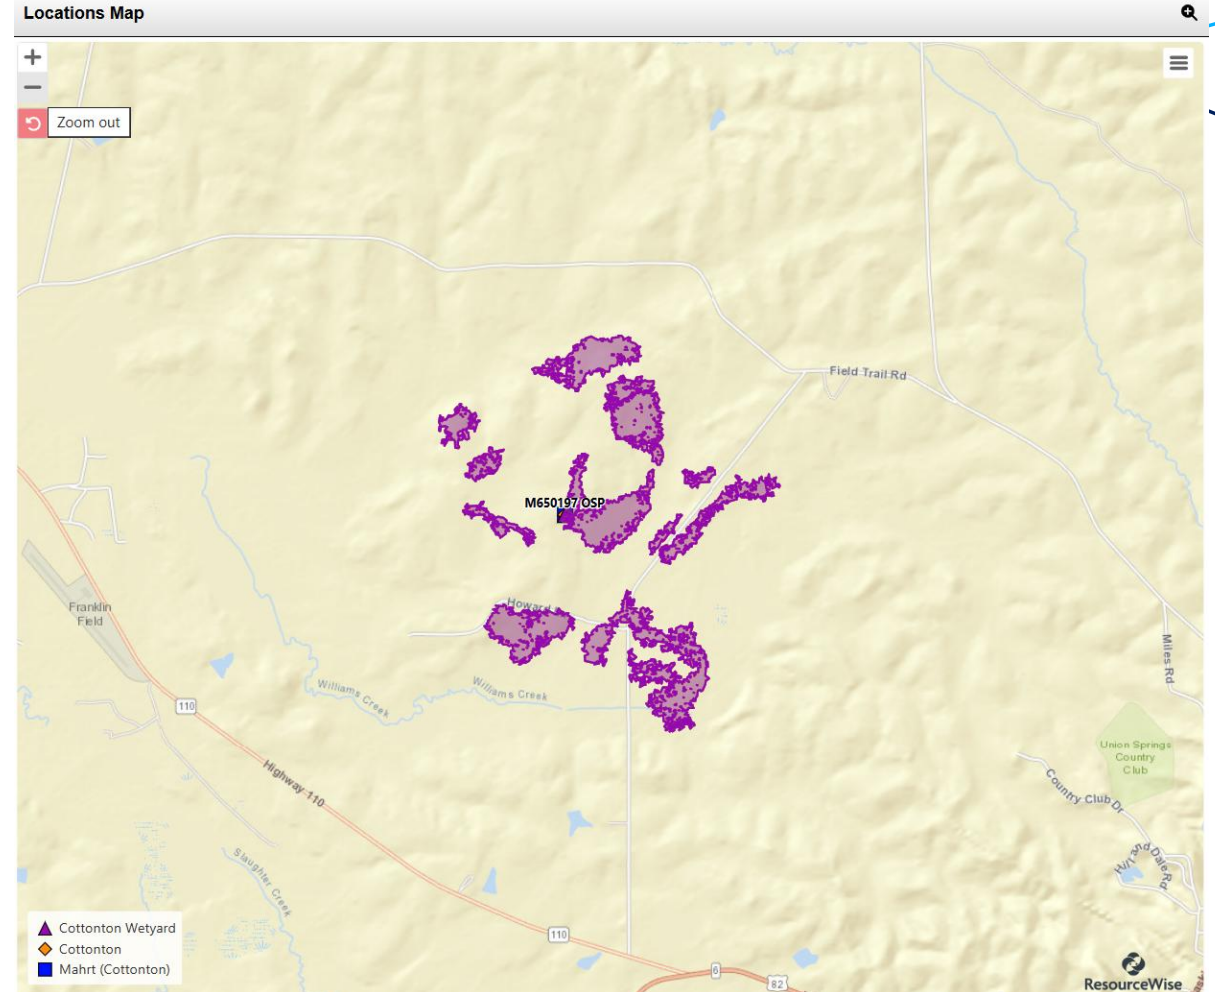 Locations Map
+
−
Zoom out
Field Trail Rd
M650197 OSP
Howard
Franklin
Field
Miles Rd
Williams Creek
Williams Creek
110
Union Springs
Country
Club
Highway 110
Country Club Dr
Slaughter Creek
110
6
82
Cottonton Wetyard
Cottonton
Mahrt (Cottonton)
ResourceWise